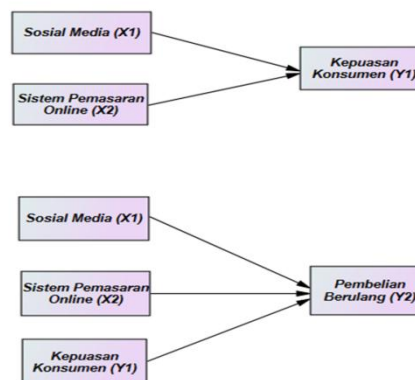 Sosial Media (X1)
Sistem Pemasaran
Online (X2)
Kepuasan
Konsumen (Y1)
Sosial Media (X1)
Sistem Pemasaran
Online (X2)
Kepuasan
Konsumen (Y1)
Pembelian
Berulang (Y2)